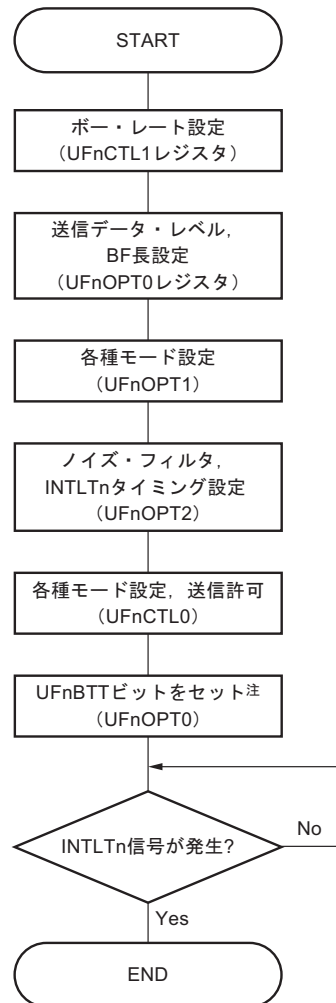 START
ボー・レート設定
（UFnCTL1レジスタ）
送信データ・レベル，
BF長設定
（UFnOPT0レジスタ）
各種モード設定
（UFnOPT1）
ノイズ・フィルタ，
INTLTnタイミング設定
（UFnOPT2）
各種モード設定，送信許可
（UFnCTL0）
UFnBTTビットをセット注
（UFnOPT0）
INTLTn信号が発生?
No
Yes
END